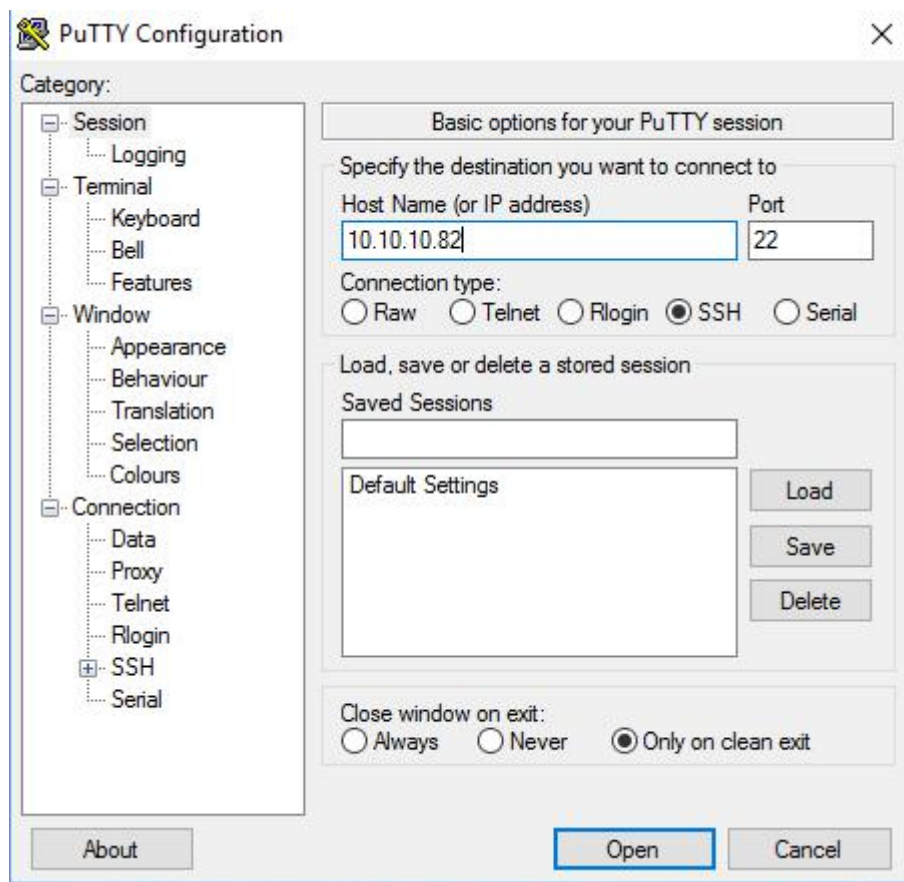 PuTTY Configuration
Category:
Session
Logging
Terminal
Keyboard
Bell
Features
Window
Appearance
Behaviour
Translation
Selection
Colours
Connection
Data
Proxy
Telnet
Rlogin
SSH
Serial
Basic options for your PuTTY session
Specify the destination you want to connect to
Host Name (or IP address) Port
10.10.10.82 22
Connection type:
Raw Telnet Rlogin SSH Serial
Load, save or delete a stored session
Saved Sessions
Default Settings
Load
Save
Delete
Close window on exit:
Always Never Only on clean exit
About Open Cancel